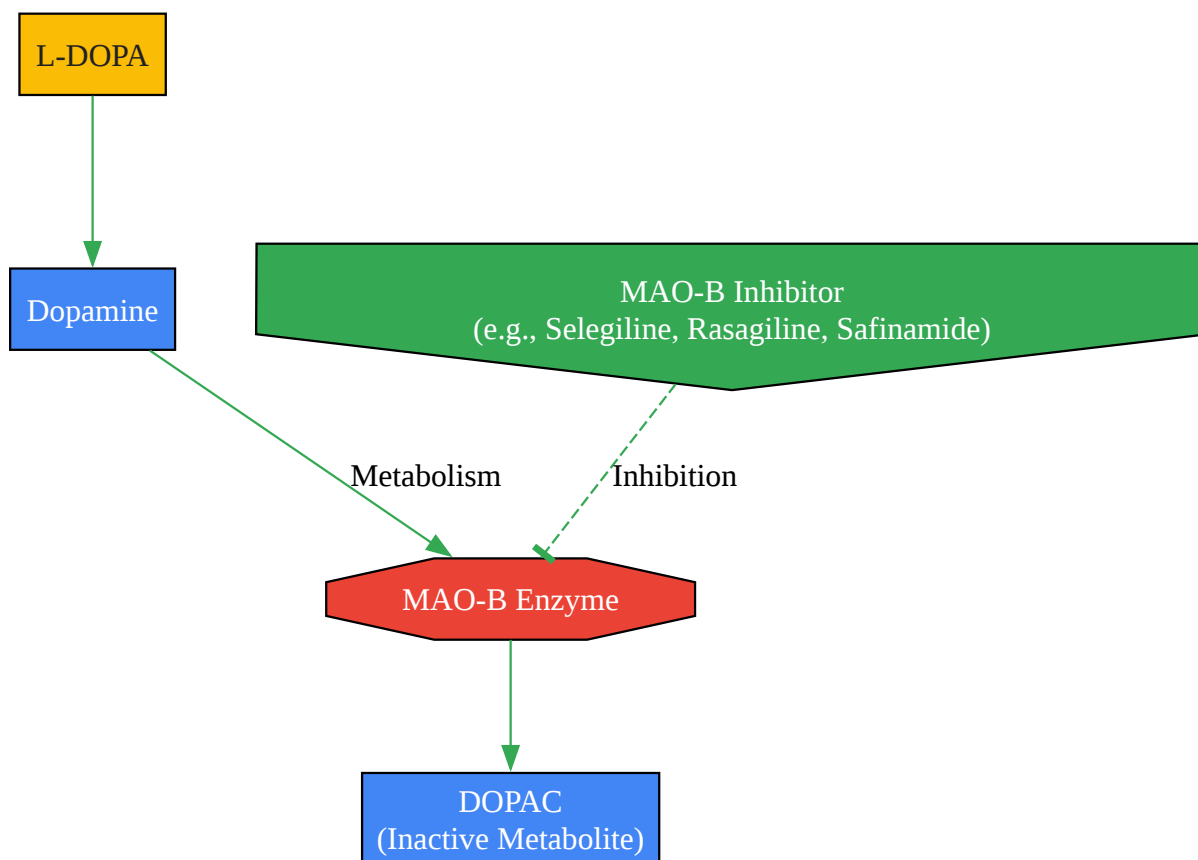 L-DOPA
Dopamine
MAO-B Inhibitor
(e.g., Selegiline, Rasagiline, Safinamide)
Metabolism
Inhibition
MAO-B Enzyme
DOPAC
(Inactive Metabolite)